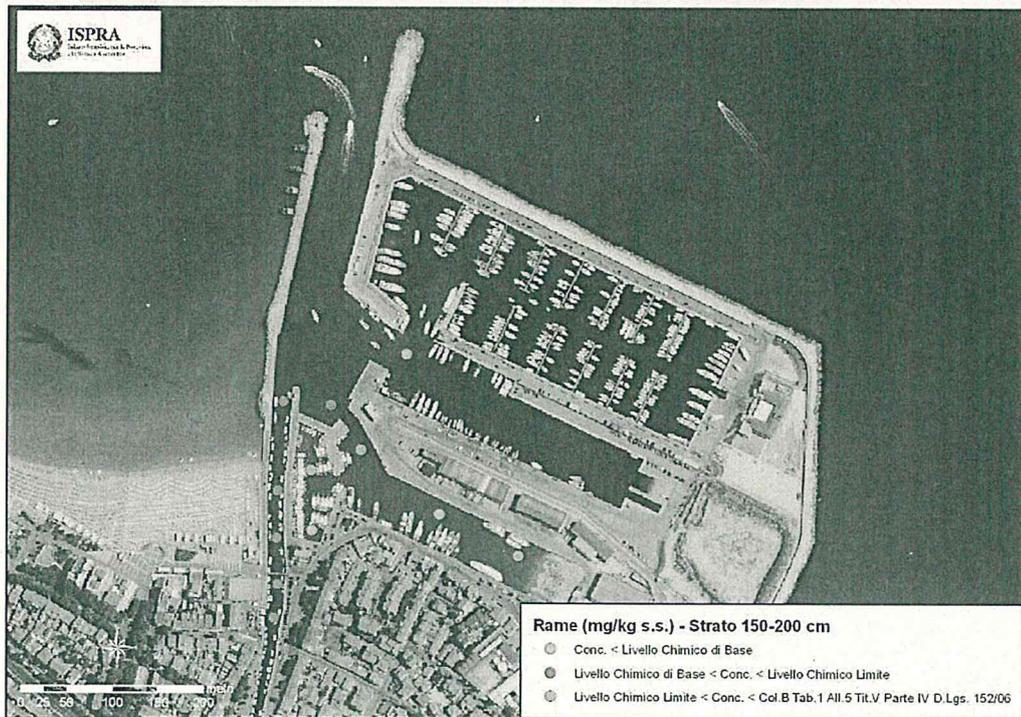 ISPRA
Rame (mg/kg s.s.) - Strato 150-200 cm
Conc. < Livello Chimico di Base
Livello Chimico di Base < Conc. < Livello Chimico Limite
Livello Chimico Limite < Conc. < Col.B Tab.1 All.5 Tit.V Parte IV D.Lgs. 152/06
metri
0 25 50 100 150 200